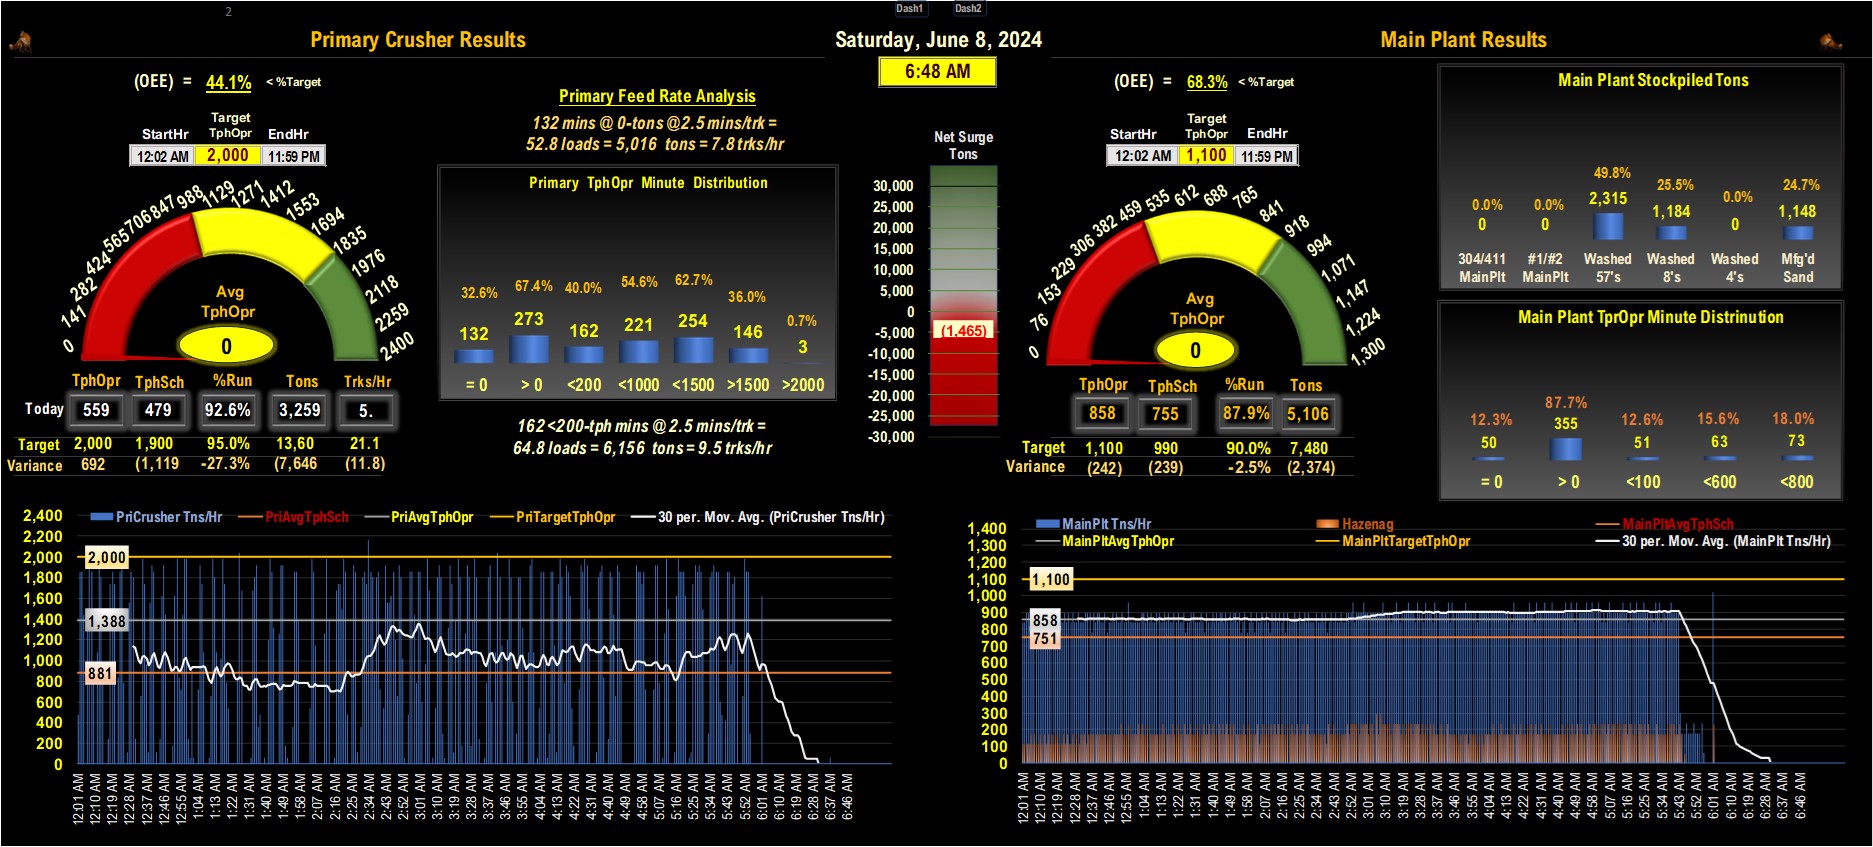 2
Dash1 Dash2
Primary Crusher Results
Saturday, June 8, 2024
Main Plant Results
6:48 AM
(OEE) = 44.1% < %Target
StartHr Target TphOpr EndHr
12:02 AM 2,000 11:59 PM
0 141 282 424 565 706 847 988 1129 1271 1412 1553 1694 1835 1976 2118 2259 2400
Avg
TphOpr
0
TphOpr TphSch %Run Tons Trks/Hr
Today 559 479 92.6% 3,259 5.
Target 2,000 1,900 95.0% 13,60 21.1
Variance 692 (1,119 -27.3% (7,646 (11.8)
Primary Feed Rate Analysis
132 mins @ 0-tons @2.5 mins/trk =
52.8 loads = 5,016 tons = 7.8 trks/hr
Primary TphOpr Minute Distribution
32.6% 67.4% 40.0% 54.6% 62.7% 36.0% 0.7%
132 273 162 221 254 146 3
= 0 > 0 <200 <1000 <1500 >1500 >2000
162 <200-tph mins @ 2.5 mins/trk =
64.8 loads = 6,156 tons = 9.5 trks/hr
Net Surge
Tons
30,000
25,000
20,000
15,000
10,000
5,000
0
-5,000
(1,465)
-10,000
-15,000
-20,000
-25,000
-30,000
(OEE) = 68.3% < %Target
StartHr Target TphOpr EndHr
12:02 AM 1,100 11:59 PM
0 76 153 229 306 382 459 535 612 688 765 841 918 994 1,071 1,147 1,224 1,300
Avg
TphOpr
0
TphOpr TphSch %Run Tons
858 755 87.9% 5,106
Target 1,100 990 90.0% 7,480
Variance (242) (239) -2.5% (2,374)
Main Plant Stockpiled Tons
0.0% 0.0% 49.8% 25.5% 0.0% 24.7%
0 0 2,315 1,184 0 1,148
304/411 #1/#2 Washed Washed Washed Mfg'd
MainPlt MainPlt 57's 8's 4's Sand
Main Plant TprOpr Minute Distrinution
12.3% 87.7% 12.6% 15.6% 18.0%
50 355 51 63 73
= 0 > 0 <100 <600 <800
PriCrusher Tns/Hr PriAvgTphSch PriAvgTphOpr PriTargetTphOpr 30 per. Mov. Avg. (PriCrusher Tns/Hr)
2,400
2,200
2,000
1,800
1,600
1,400
1,200
1,000
800
600
400
200
0
2,000
1,388
881
12:01 AM 12:10 AM 12:19 AM 12:28 AM 12:37 AM 12:46 AM 12:55 AM 1:04 AM 1:13 AM 1:22 AM 1:31 AM 1:40 AM 1:49 AM 1:58 AM 2:07 AM 2:16 AM 2:25 AM 2:34 AM 2:43 AM 2:52 AM 3:01 AM 3:10 AM 3:19 AM 3:28 AM 3:37 AM 3:46 AM 3:55 AM 4:04 AM 4:13 AM 4:22 AM 4:31 AM 4:40 AM 4:49 AM 4:58 AM 5:07 AM 5:16 AM 5:25 AM 5:34 AM 5:43 AM 5:52 AM 6:01 AM 6:10 AM 6:19 AM 6:28 AM 6:37 AM 6:46 AM
MainPlt Tns/Hr Hazenag MainPltAvgTphSch
MainPltAvgTphOpr MainPltTargetTphOpr 30 per. Mov. Avg. (MainPlt Tns/Hr)
1,400
1,300
1,200
1,100
1,000
900
800
700
600
500
400
300
200
100
0
1,100
858
751
12:01 AM 12:10 AM 12:19 AM 12:28 AM 12:37 AM 12:46 AM 12:55 AM 1:04 AM 1:13 AM 1:22 AM 1:31 AM 1:40 AM 1:49 AM 1:58 AM 2:07 AM 2:16 AM 2:25 AM 2:34 AM 2:43 AM 2:52 AM 3:01 AM 3:10 AM 3:19 AM 3:28 AM 3:37 AM 3:46 AM 3:55 AM 4:04 AM 4:13 AM 4:22 AM 4:31 AM 4:40 AM 4:49 AM 4:58 AM 5:07 AM 5:16 AM 5:25 AM 5:34 AM 5:43 AM 5:52 AM 6:01 AM 6:10 AM 6:19 AM 6:28 AM 6:37 AM 6:46 AM